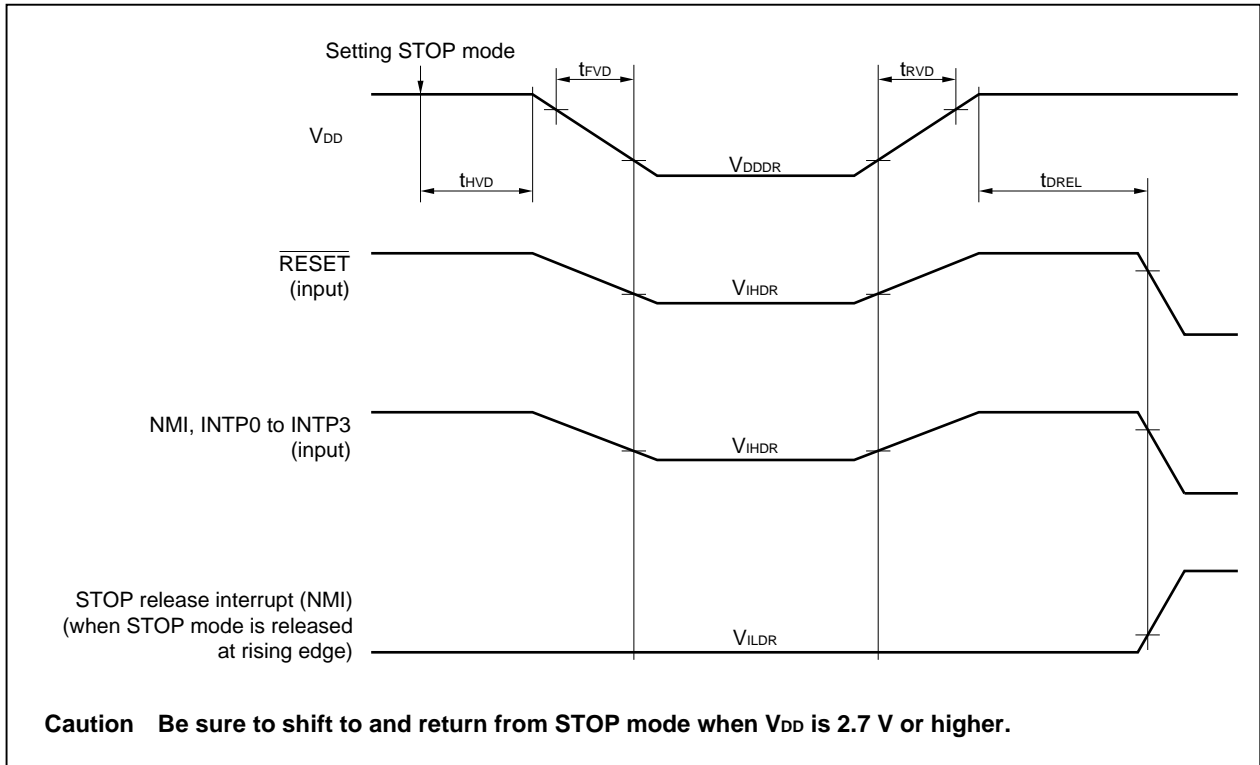 Setting STOP mode
tFVD
tRVD
VDD
VDDDR
tHVD
tDREL
RESET
(input)
VIHDR
NMI, INTP0 to INTP3
(input)
VIHDR
STOP release interrupt (NMI)
(when STOP mode is released
at rising edge)
VILDR
Caution Be sure to shift to and return from STOP mode when VDD is 2.7 V or higher.